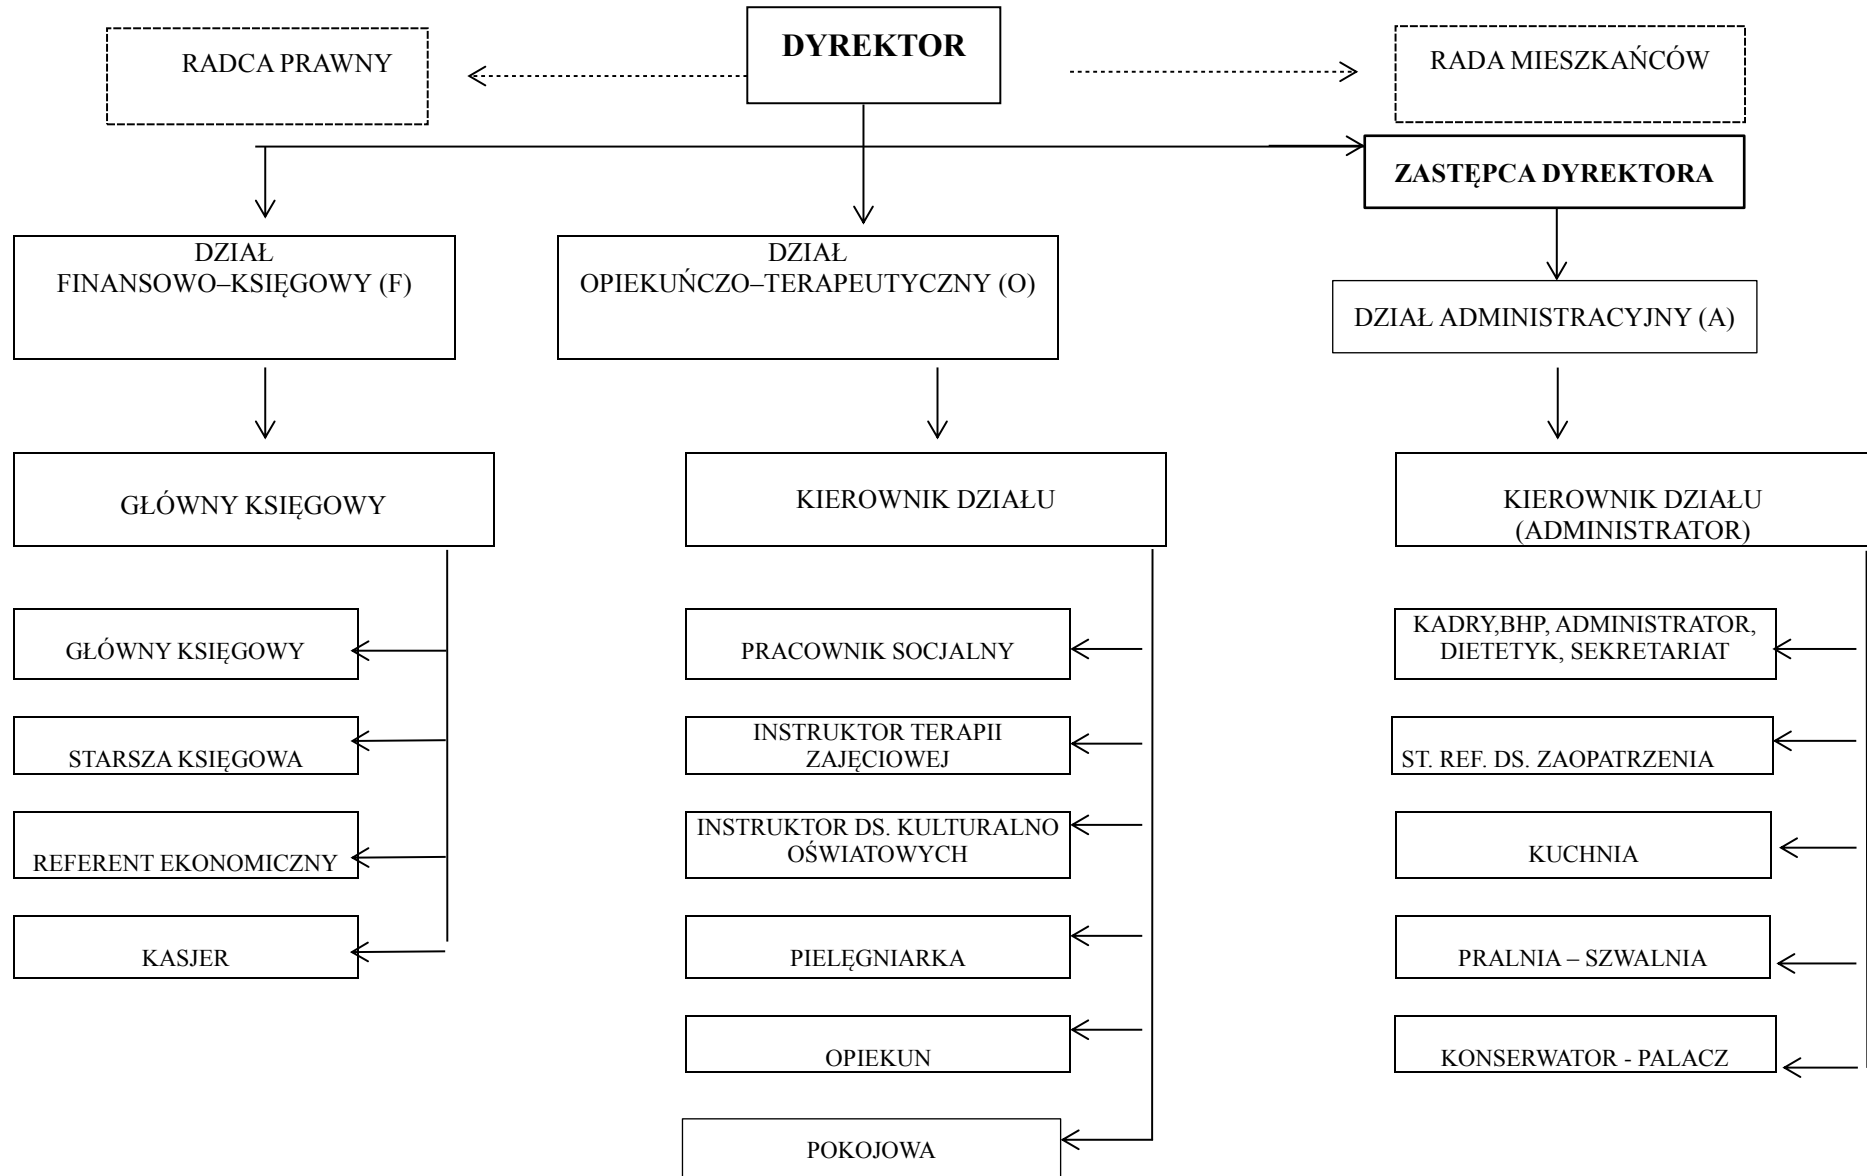 RADCA PRAWNY
DYREKTOR
RADA MIESZKAŃCÓW
ZASTĘPCA DYREKTORA
DZIAŁ
FINANSOWO–KSIĘGOWY (F)
DZIAŁ
OPIEKUŃCZO–TERAPEUTYCZNY (O)
DZIAŁ ADMINISTRACYJNY (A)
GŁÓWNY KSIĘGOWY
KIEROWNIK DZIAŁU
KIEROWNIK DZIAŁU
(ADMINISTRATOR)
GŁÓWNY KSIĘGOWY
PRACOWNIK SOCJALNY
KADRY,BHP, ADMINISTRATOR,
DIETETYK, SEKRETARIAT
STARSZA KSIĘGOWA
INSTRUKTOR TERAPII
ZAJĘCIOWEJ
ST. REF. DS. ZAOPATRZENIA
REFERENT EKONOMICZNY
INSTRUKTOR DS. KULTURALNO
OŚWIATOWYCH
KUCHNIA
KASJER
PIELĘGNIARKA
PRALNIA – SZWALNIA
OPIEKUN
KONSERWATOR - PALACZ
POKOJOWA